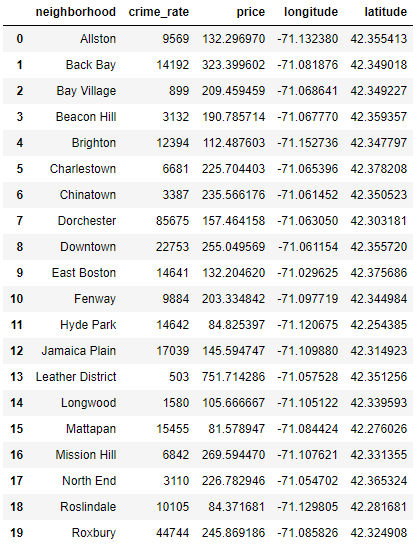 neighborhood crime_rate price longitude latitude
0 Allston 9569 132.296970 -71.132380 42.355413
1 Back Bay 14192 323.399602 -71.081876 42.349018
2 Bay Village 899 209.459459 -71.068641 42.349227
3 Beacon Hill 3132 190.785714 -71.067770 42.359357
4 Brighton 12394 112.487603 -71.152736 42.347797
5 Charlestown 6681 225.704403 -71.065396 42.378208
6 Chinatown 3387 235.566176 -71.061452 42.350523
7 Dorchester 85675 157.464158 -71.063050 42.303181
8 Downtown 22753 255.049569 -71.061154 42.355720
9 East Boston 14641 132.204620 -71.029625 42.375686
10 Fenway 9884 203.334842 -71.097719 42.344984
11 Hyde Park 14642 84.825397 -71.120675 42.254385
12 Jamaica Plain 17039 145.594747 -71.109880 42.314923
13 Leather District 503 751.714286 -71.057528 42.351256
14 Longwood 1580 105.666667 -71.105122 42.339593
15 Mattapan 15455 81.578947 -71.084424 42.276026
16 Mission Hill 6842 269.594470 -71.107621 42.331355
17 North End 3110 226.782946 -71.054702 42.365324
18 Roslindale 10105 84.371681 -71.129805 42.281681
19 Roxbury 44744 245.869186 -71.085826 42.324908